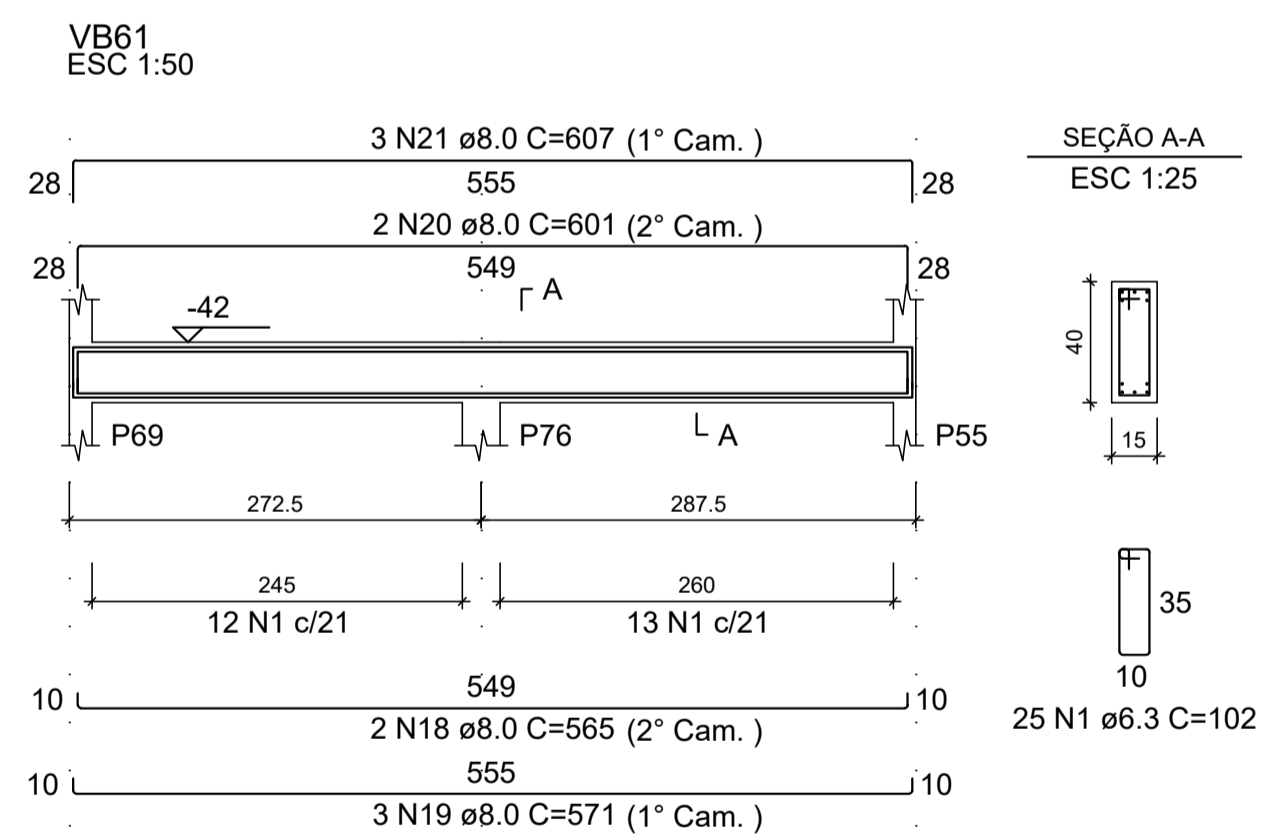 VB61
ESC 1:50
3 N21 ø8.0 C=607 (1° Cam. )
28
555
28
2 N20 ø8.0 C=601 (2° Cam. )
28
549
28
A
-42
P69
P76
A
P55
272.5
287.5
245
260
12 N1 c/21
13 N1 c/21
10
549
10
2 N18 ø8.0 C=565 (2° Cam. )
10
555
10
3 N19 ø8.0 C=571 (1° Cam. )
SEÇÃO A-A
ESC 1:25
40
15
35
10
25 N1 ø6.3 C=102